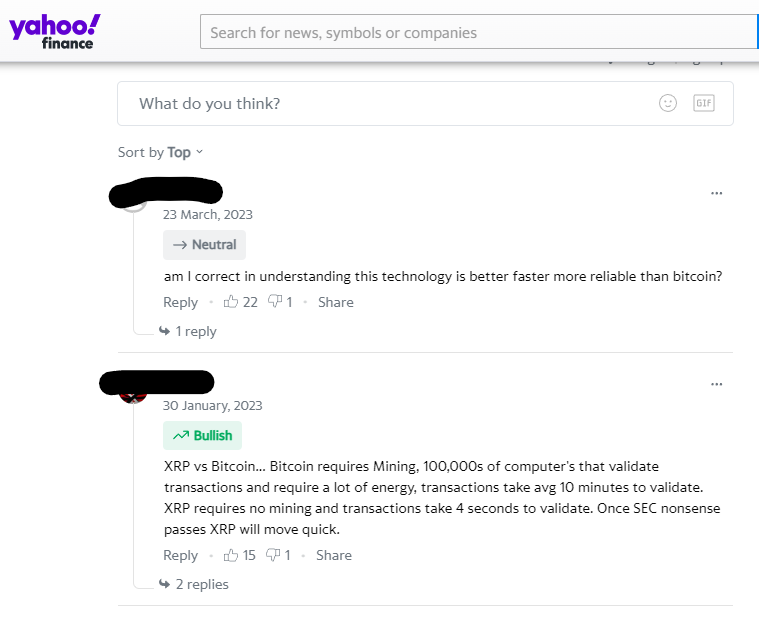 yahoo!
finance
Search for news, symbols or companies
What do you think?
GIF
Sort by Top
23 March, 2023
Neutral
am I correct in understanding this technology is better faster more reliable than bitcoin?
Reply · 22 1 · Share
1 reply
30 January, 2023
Bullish
XRP vs Bitcoin... Bitcoin requires Mining, 100,000s of computer's that validate
transactions and require a lot of energy, transactions take avg 10 minutes to validate.
XRP requires no mining and transactions take 4 seconds to validate. Once SEC nonsense
passes XRP will move quick.
Reply · 15 1 · Share
2 replies